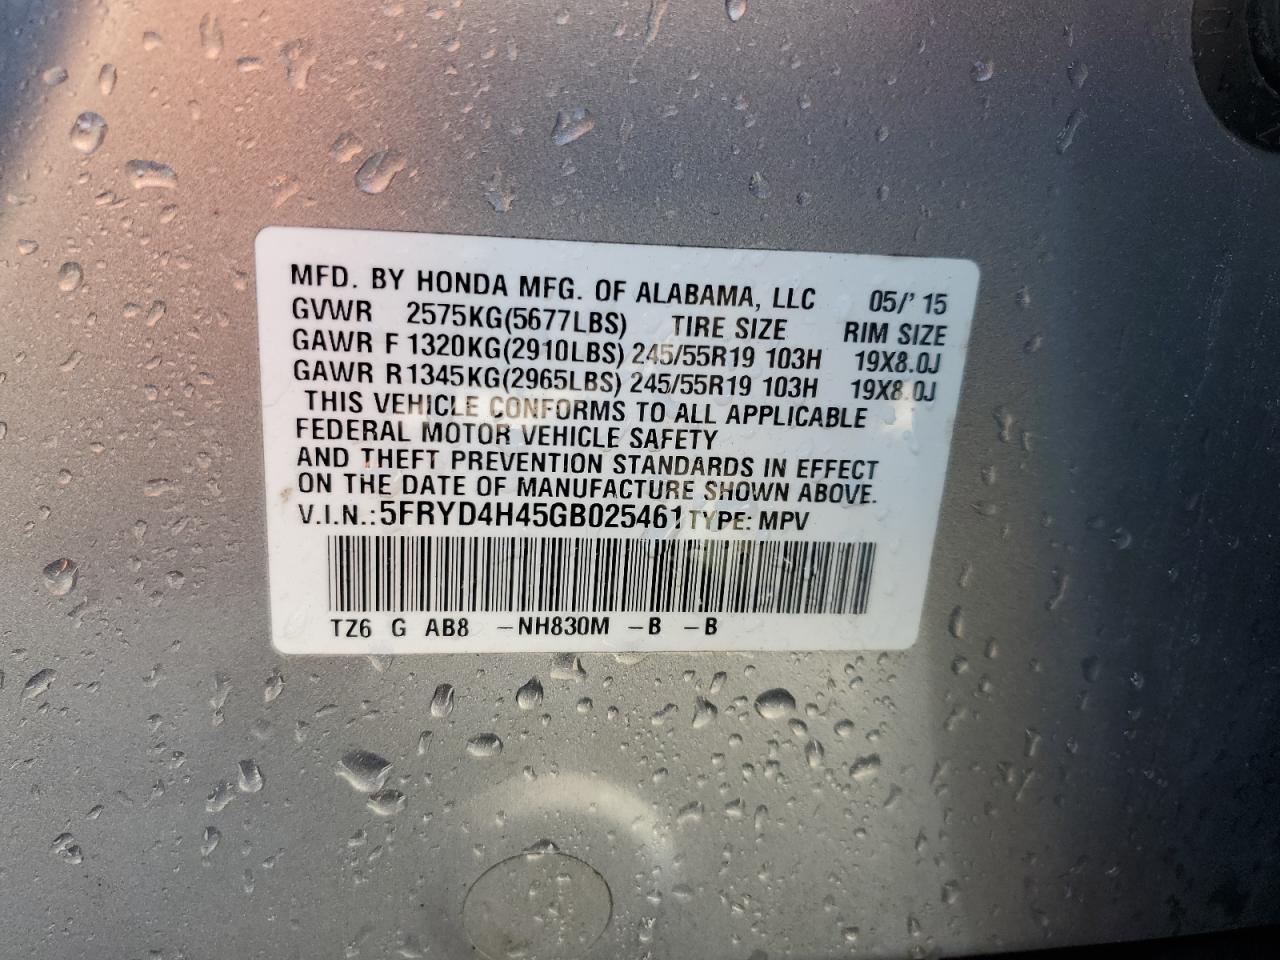 MFD. BY HONDA MFG. OF ALABAMA, LLC 05/' 15
GVWR 2575KG(5677LBS) TIRE SIZE RIM SIZE
GAWR F 1320KG(2910LBS) 245/55R19 103H 19X8.0J
GAWR R 1345KG(2965LBS) 245/55R19 103H 19X8.0J
THIS VEHICLE CONFORMS TO ALL APPLICABLE
FEDERAL MOTOR VEHICLE SAFETY
AND THEFT PREVENTION STANDARDS IN EFFECT
ON THE DATE OF MANUFACTURE SHOWN ABOVE.
V.I.N.: 5FRYD4H45GB025461 TYPE: MPV
TZ6 G AB8 -NH830M -B -B